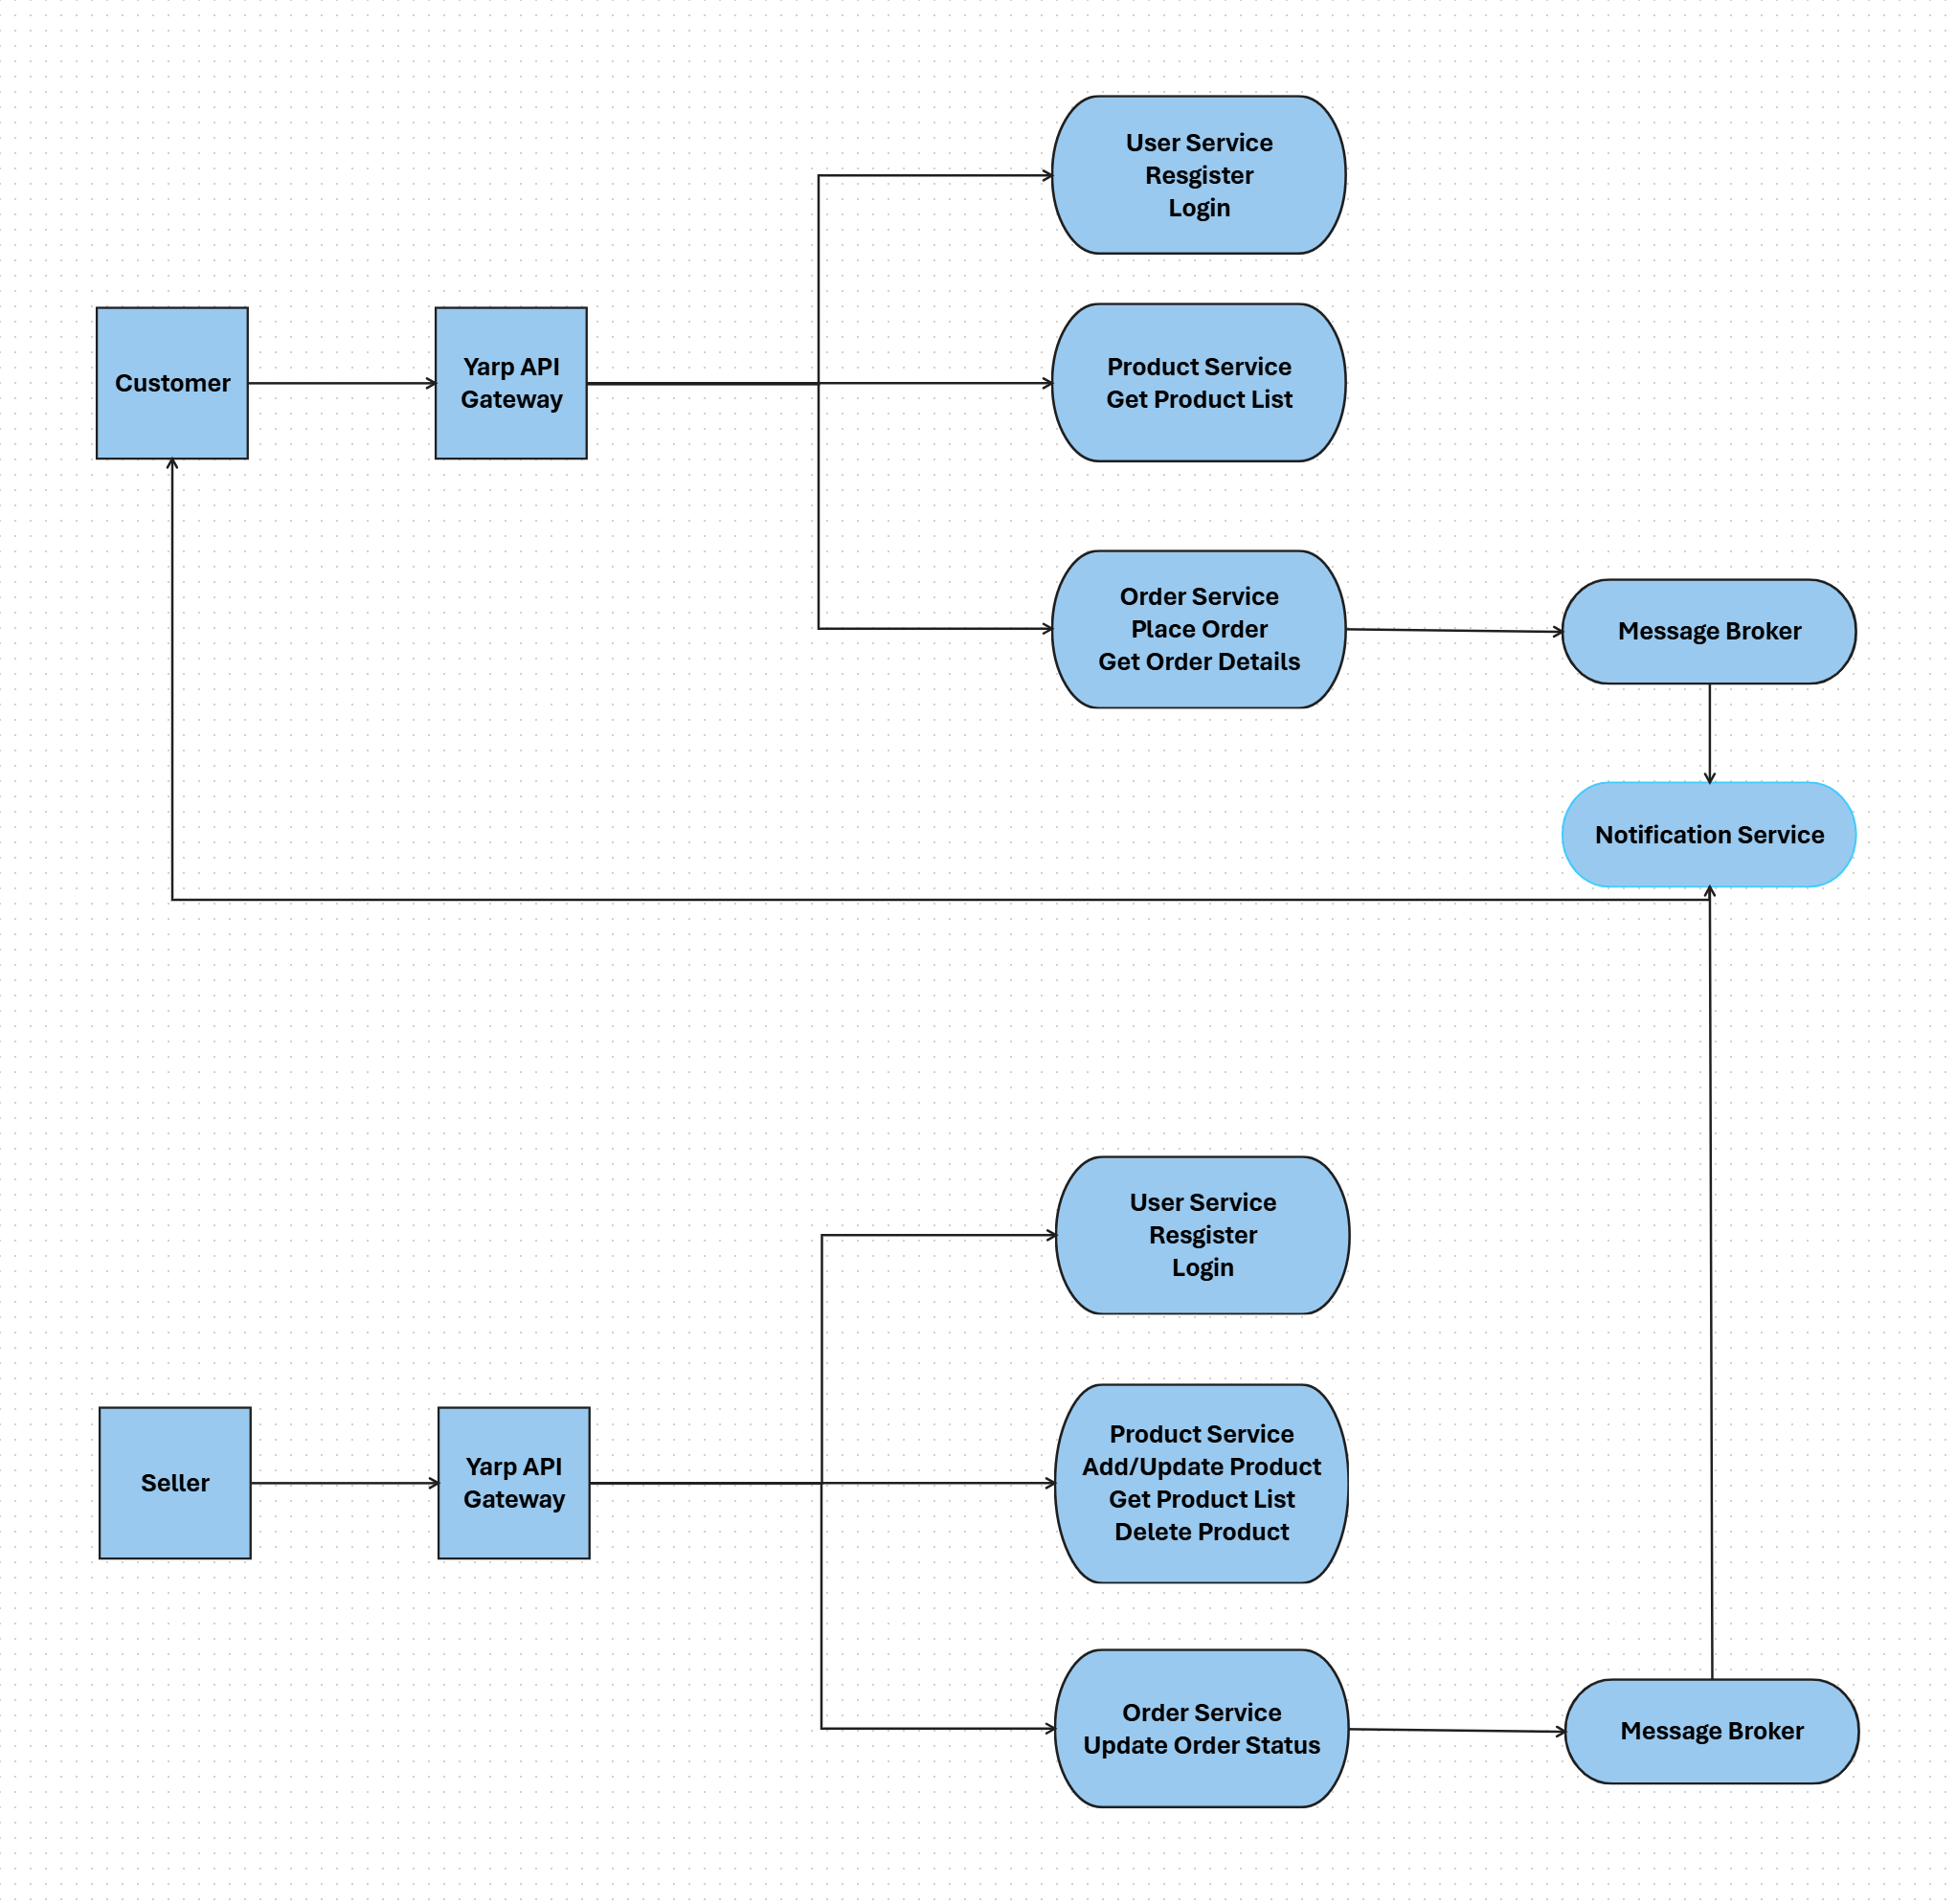 User Service
Resgister
Login
Customer
Yarp API
Gateway
Product Service
Get Product List
Order Service
Place Order
Get Order Details
Message Broker
Notification Service
User Service
Resgister
Login
Seller
Yarp API
Gateway
Product Service
Add/Update Product
Get Product List
Delete Product
Order Service
Update Order Status
Message Broker